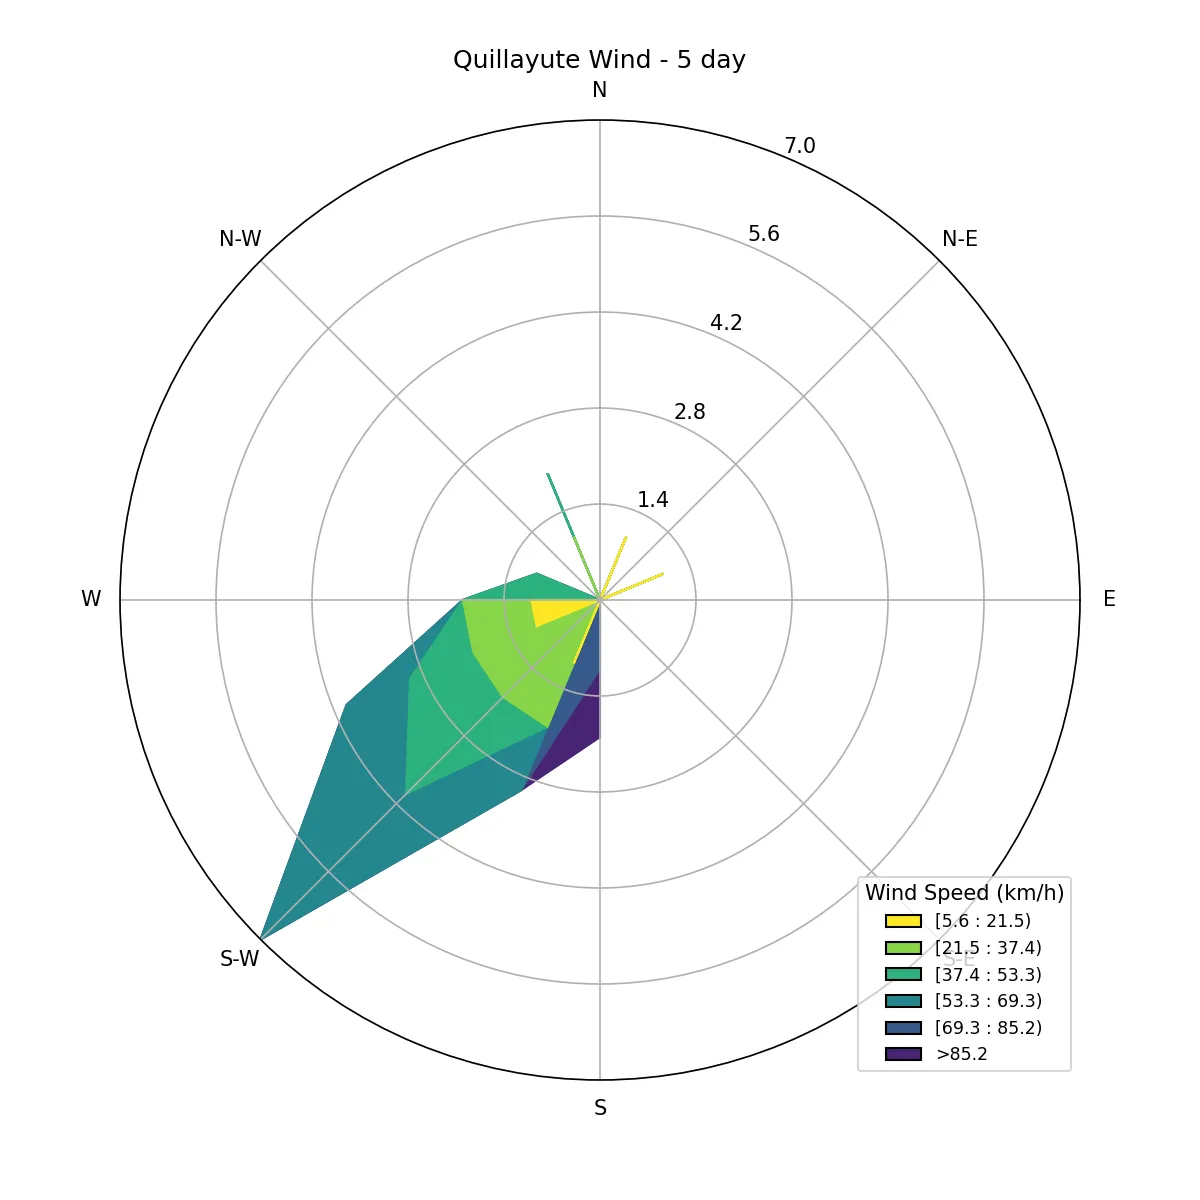 Quillayute Wind - 5 day
N
7.0
N-W
5.6
N-E
4.2
2.8
1.4
W
E
S-W
S-E
S
Wind Speed (km/h)
[5.6 : 21.5)
[21.5 : 37.4)
[37.4 : 53.3)
[53.3 : 69.3)
[69.3 : 85.2)
>85.2